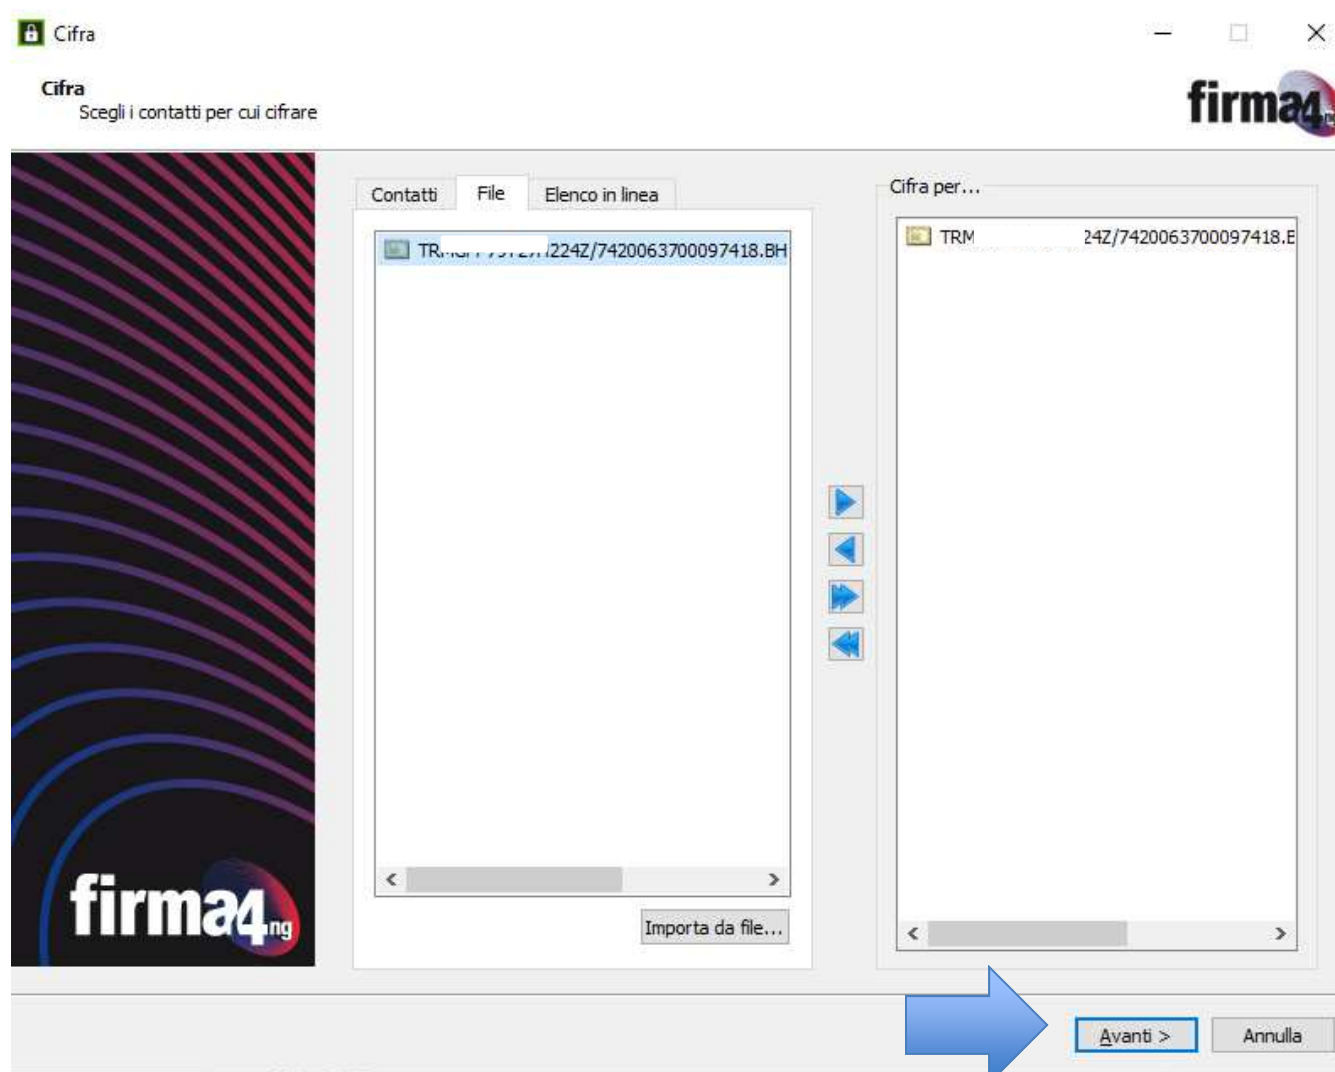 Cifra
Cifra
Scegli i contatti per cui cifrare
firma4
Contatti File Elenco in linea
Cifra per...
224Z/7420063700097418.BH
TRM 24Z/7420063700097418.E
firma4ng
Importa da file...
Avanti >
Annulla